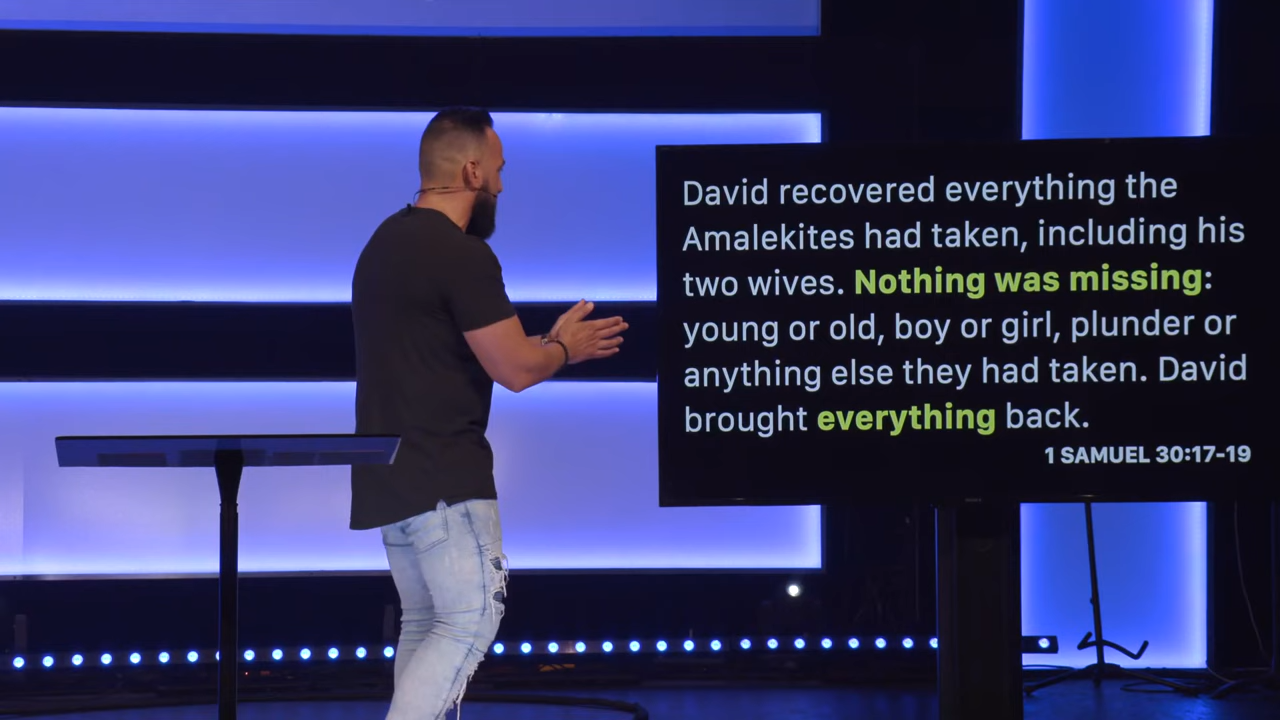 David recovered everything the
Amalekites had taken, including his
two wives. Nothing was missing:
young or old, boy or girl, plunder or
anything else they had taken. David
brought everything back.
1 SAMUEL 30:17-19